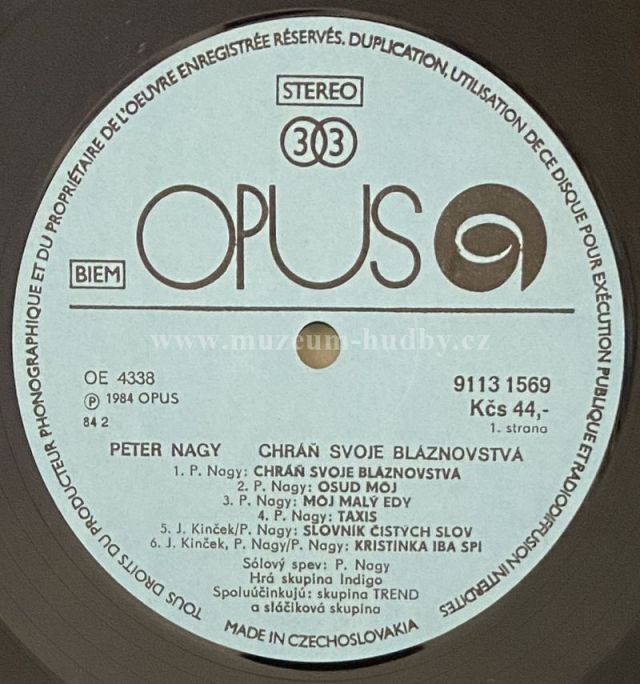 TOUS DROITS DU PRODUCTEUR PHONOGRAPHIQUE ET DU PROPRIÉTAIRE DE L'OEUVRE ENREGISTRÉE RÉSERVÉS. DUPLICATION, UTILISATION DE CE DISQUE POUR EXÉCUTION PUBLIQUE ET RADIODIFFUSION INTERDITES
STEREO
33
OPUS
BIEM
www.muzeum-hudby.cz
OE 4338
9113 1569
Ⓟ 1984 OPUS
Kčs 44,-
84 2
1. strana
PETER NAGY CHRÁŇ SVOJE BLÁZNOVSTVÁ
1. P. Nagy: CHRÁŇ SVOJE BLÁZNOVSTVÁ
2. P. Nagy: OSUD MÔJ
3. P. Nagy: MÔJ MALÝ EDY
4. P. Nagy: TAXIS
5. J. Kinček/P. Nagy: SLOVNÍK ČISTÝCH SLOV
6. J. Kinček, P. Nagy/P. Nagy: KRISTÍNKA IBA SPÍ
Sólový spev: P. Nagy
Hrá skupina Indigo
Spoluúčinkujú: skupina TREND
a sláčiková skupina
MADE IN CZECHOSLOVAKIA